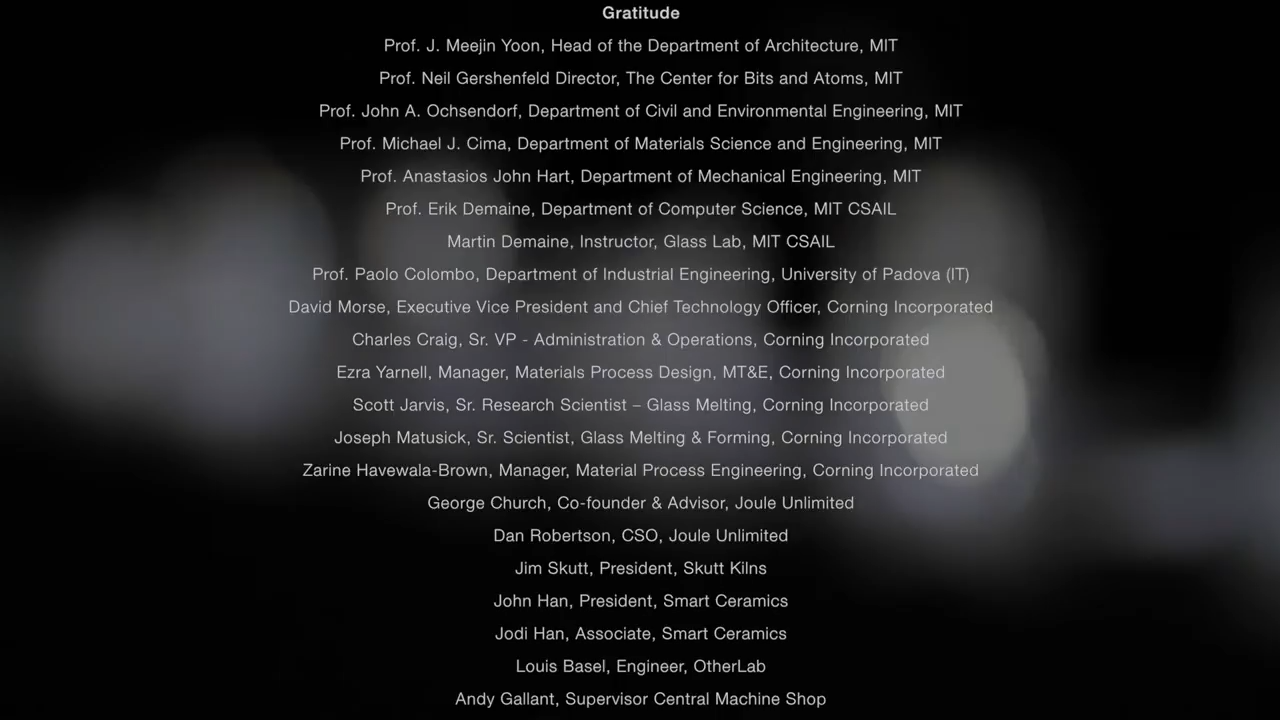 Gratitude
Prof. J. Meejin Yoon, Head of the Department of Architecture, MIT
Prof. Neil Gershenfeld Director, The Center for Bits and Atoms, MIT
Prof. John A. Ochsendorf, Department of Civil and Environmental Engineering, MIT
Prof. Michael J. Cima, Department of Materials Science and Engineering, MIT
Prof. Anastasios John Hart, Department of Mechanical Engineering, MIT
Prof. Erik Demaine, Department of Computer Science, MIT CSAIL
Martin Demaine, Instructor, Glass Lab, MIT CSAIL
Prof. Paolo Colombo, Department of Industrial Engineering, University of Padova (IT)
David Morse, Executive Vice President and Chief Technology Officer, Corning Incorporated
Charles Craig, Sr. VP - Administration & Operations, Corning Incorporated
Ezra Yarnell, Manager, Materials Process Design, MT&E, Corning Incorporated
Scott Jarvis, Sr. Research Scientist – Glass Melting, Corning Incorporated
Joseph Matusick, Sr. Scientist, Glass Melting & Forming, Corning Incorporated
Zarine Havewala-Brown, Manager, Material Process Engineering, Corning Incorporated
George Church, Co-founder & Advisor, Joule Unlimited
Dan Robertson, CSO, Joule Unlimited
Jim Skutt, President, Skutt Kilns
John Han, President, Smart Ceramics
Jodi Han, Associate, Smart Ceramics
Louis Basel, Engineer, OtherLab
Andy Gallant, Supervisor Central Machine Shop